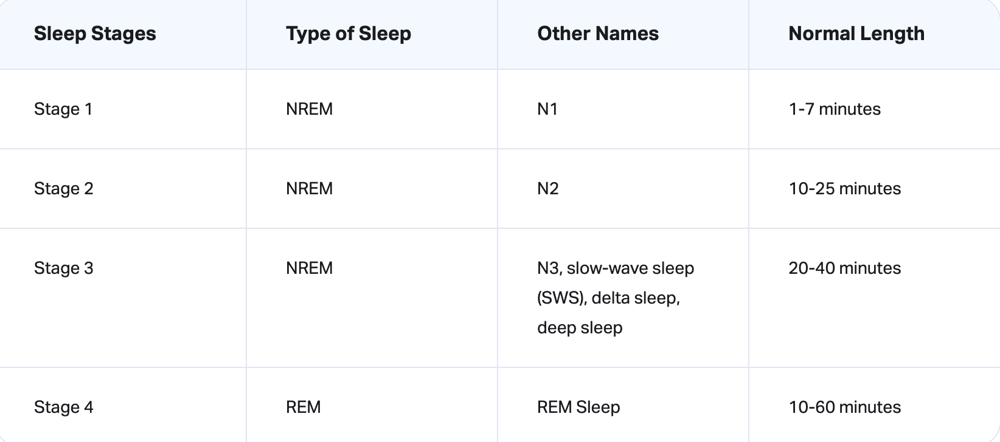 Sleep Stages Type of Sleep Other Names Normal Length
Stage 1 NREM N1 1-7 minutes
Stage 2 NREM N2 10-25 minutes
Stage 3 NREM N3, slow-wave sleep 20-40 minutes
(SWS), delta sleep,
deep sleep
Stage 4 REM REM Sleep 10-60 minutes